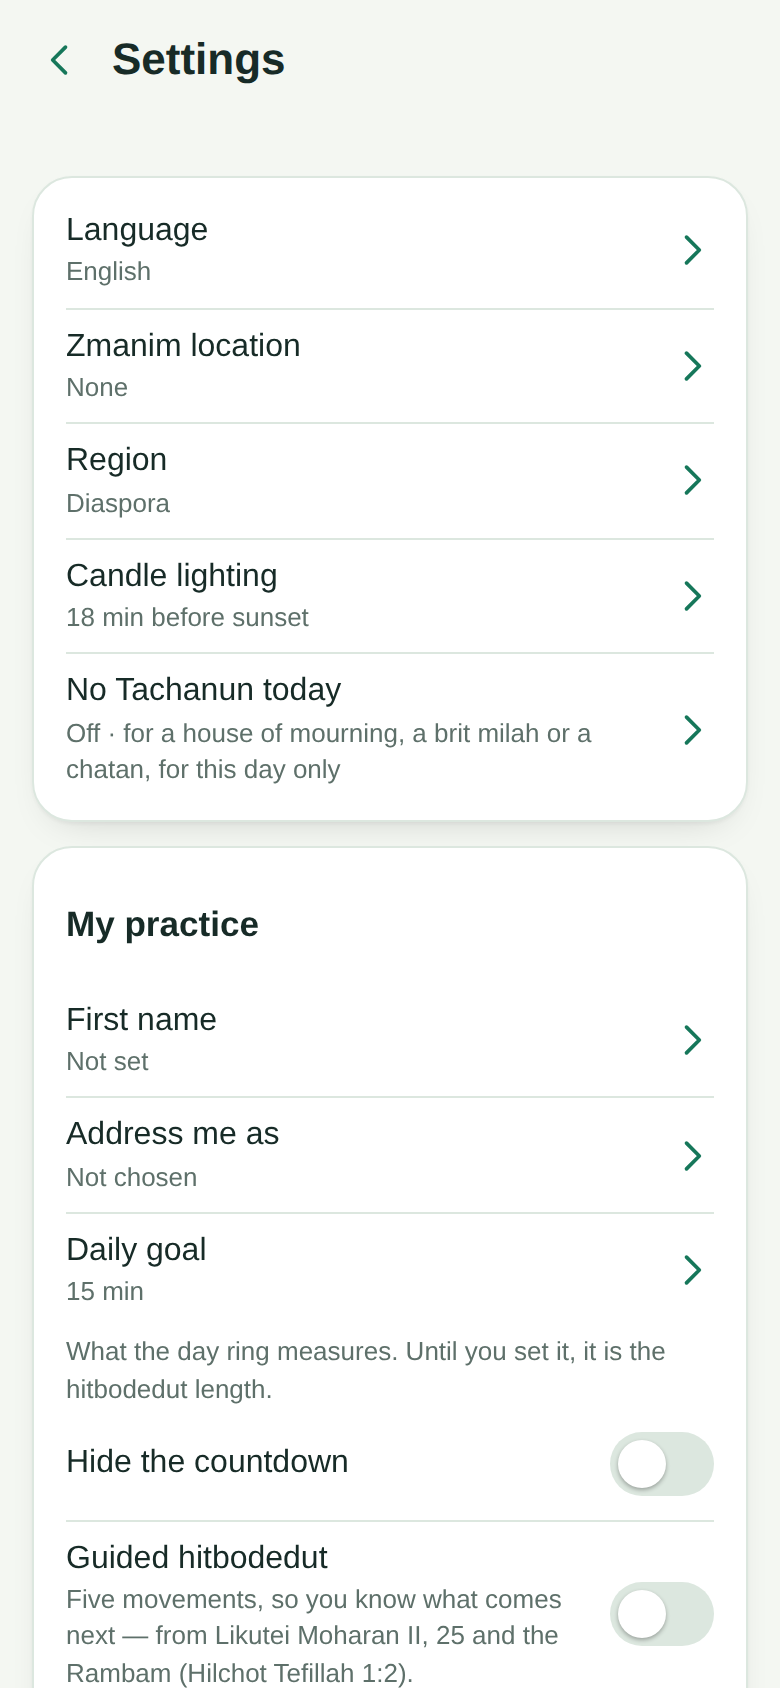 Settings
Language
English
Zmanim location
None
Region
Diaspora
Candle lighting
18 min before sunset
No Tachanun today
Off · for a house of mourning, a brit milah or a
chatan, for this day only
My practice
First name
Not set
Address me as
Not chosen
Daily goal
15 min
What the day ring measures. Until you set it, it is the
hitbodedut length.
Hide the countdown
Guided hitbodedut
Five movements, so you know what comes
next — from Likutei Moharan II, 25 and the
Rambam (Hilchot Tefillah 1:2).